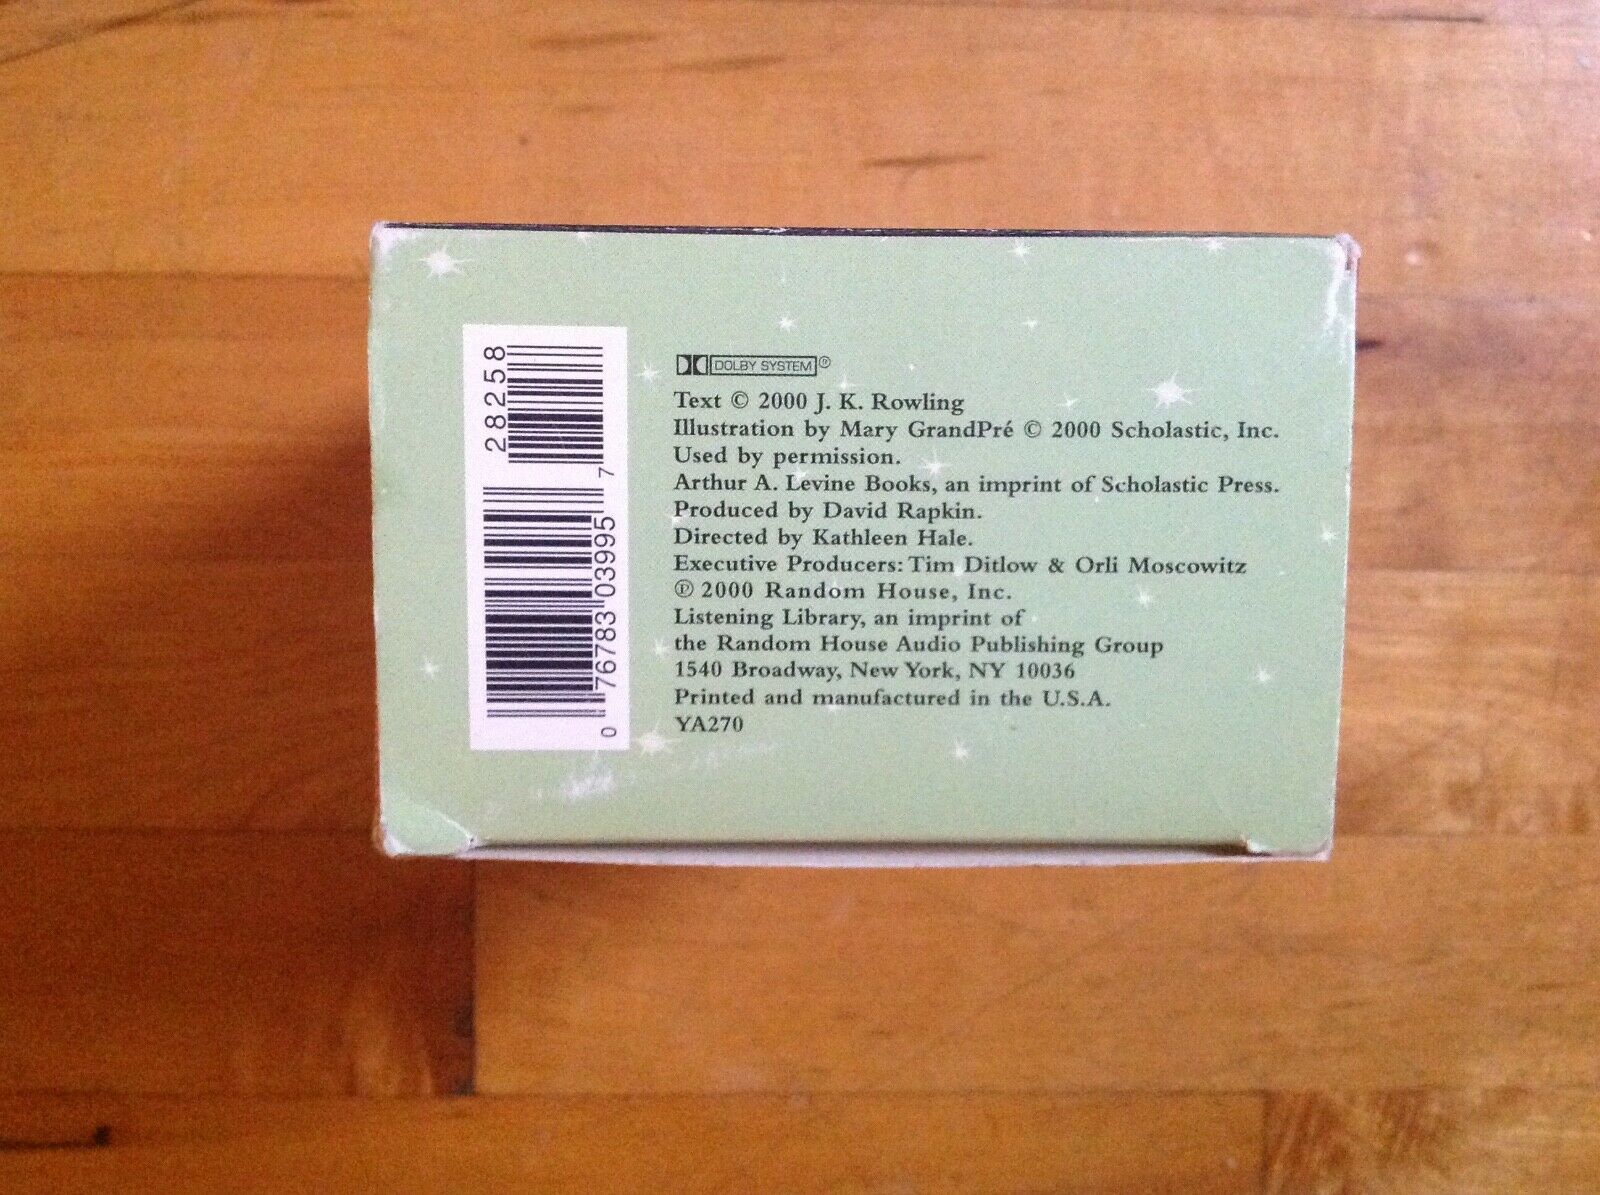 28258
0 76783 03995 7
DOLBY SYSTEM®
Text © 2000 J. K. Rowling
Illustration by Mary GrandPré © 2000 Scholastic, Inc.
Used by permission.
Arthur A. Levine Books, an imprint of Scholastic Press.
Produced by David Rapkin.
Directed by Kathleen Hale.
Executive Producers: Tim Ditlow & Orli Moscowitz
℗ 2000 Random House, Inc.
Listening Library, an imprint of
the Random House Audio Publishing Group
1540 Broadway, New York, NY 10036
Printed and manufactured in the U.S.A.
YA270